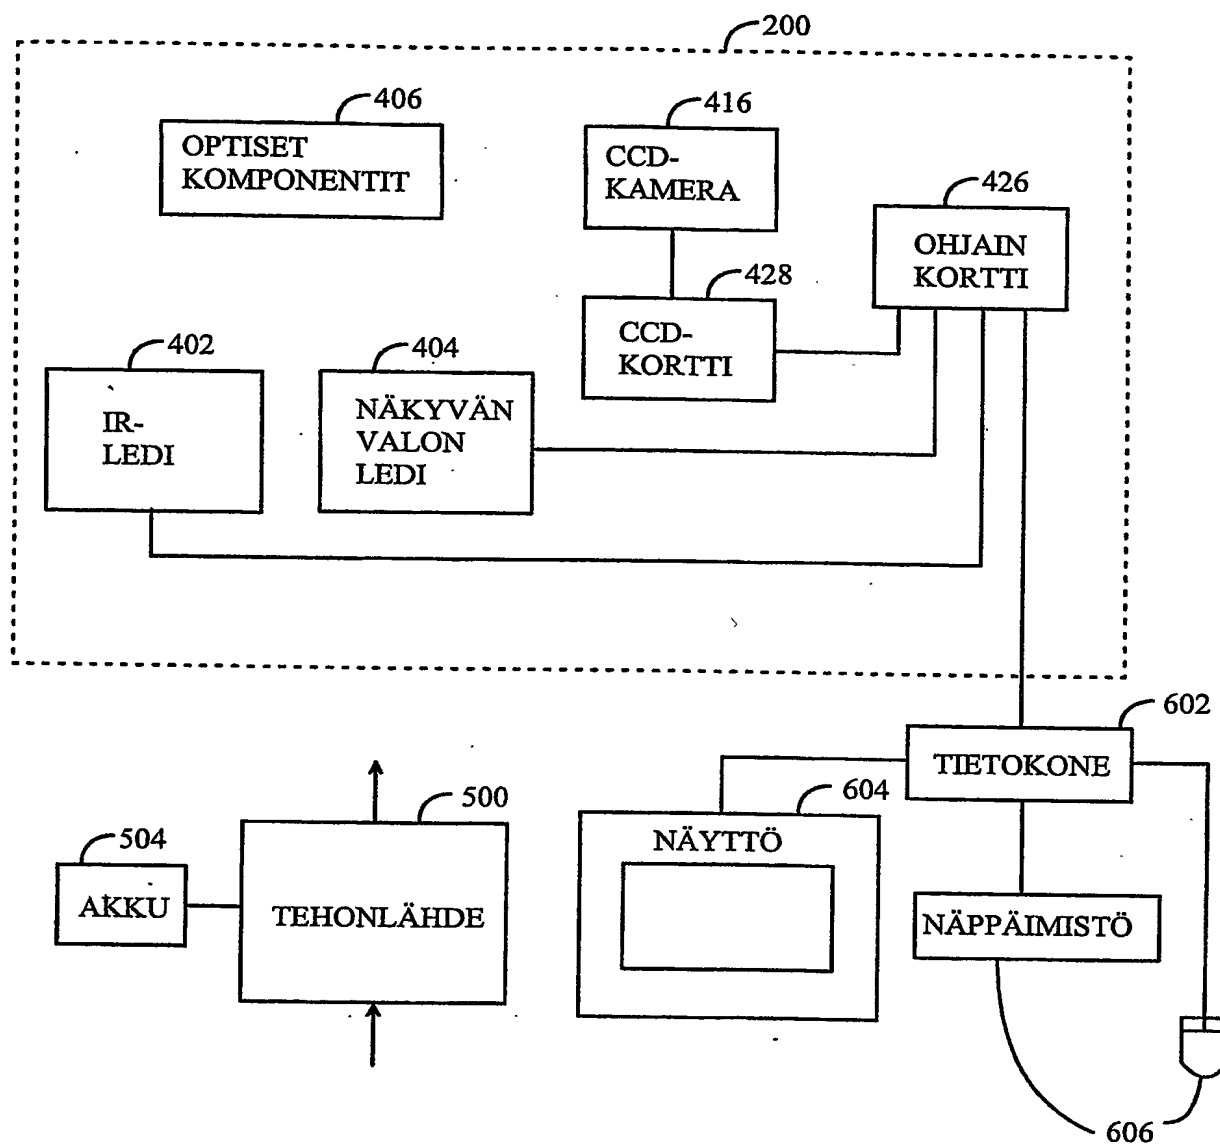 200
406
OPTISET
KOMPONENTIT
416
CCD-
KAMERA
426
OHJAIN
KORTTI
428
CCD-
KORTTI
402
IR-
LEDI
404
NÄKYVÄN
VALON
LEDI
602
TIETOKONE
500
TEHONLÄHDE
504
AKKU
604
NÄYTTÖ
NÄPPÄIMISTÖ
606